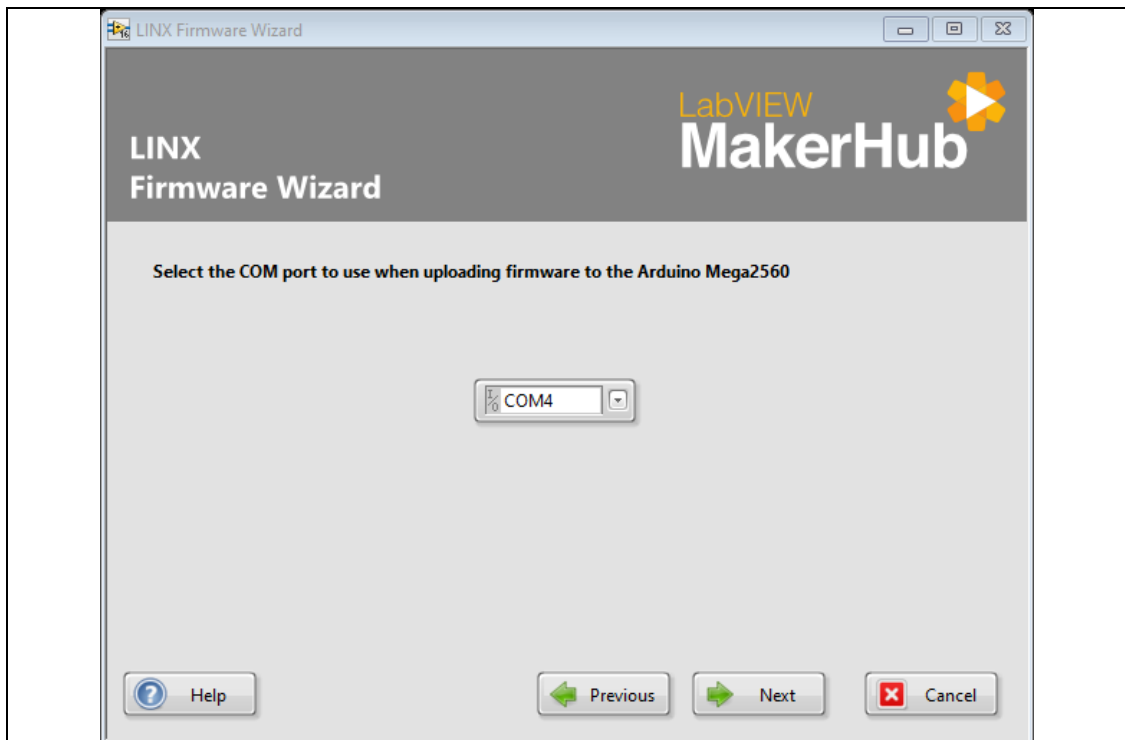 LINX Firmware Wizard
LabVIEW
MakerHub
LINX
Firmware Wizard
Select the COM port to use when uploading firmware to the Arduino Mega2560
COM4
Help
Previous
Next
Cancel